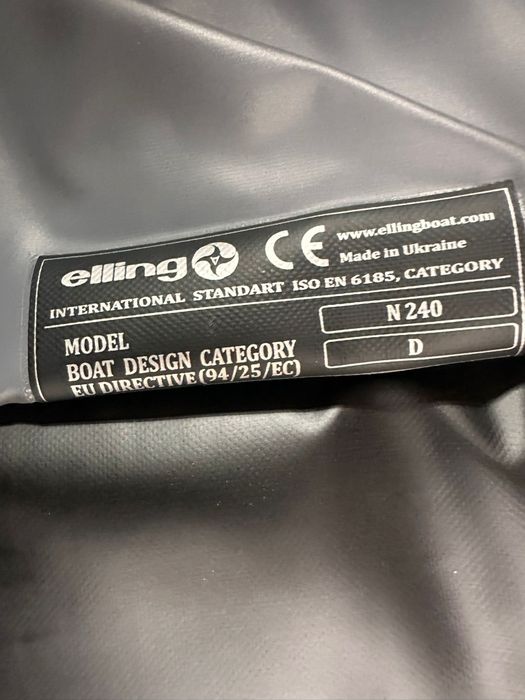 elling CE www.ellingboat.com
Made in Ukraine
INTERNATIONAL STANDART ISO EN 6185, CATEGORY
MODEL N 240
BOAT DESIGN CATEGORY D
EU DIRECTIVE (94/25/EC)